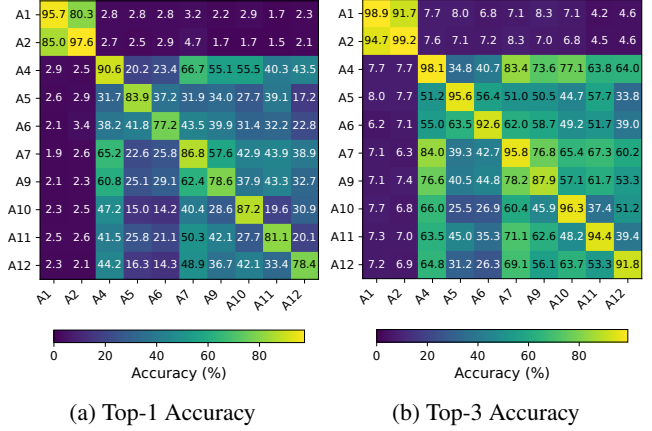 A1 95.7 80.3 2.8 2.8 2.8 3.2 2.2 2.9 1.7 2.3
A2 85.0 97.6 2.7 2.5 2.9 4.7 1.7 1.7 1.5 2.1
A4 2.9 2.5 90.6 20.2 23.4 66.7 55.1 55.5 40.3 43.5
A5 2.6 2.9 31.7 83.9 37.2 31.9 34.0 27.7 39.1 17.2
A6 2.1 3.4 38.2 41.8 77.2 43.5 39.9 31.4 32.2 22.8
A7 1.9 2.6 65.2 22.6 25.8 86.8 57.6 42.9 43.9 38.9
A9 2.1 2.3 60.8 25.1 29.1 62.4 78.6 37.9 43.3 32.7
A10 2.3 2.5 47.2 15.0 14.2 40.4 28.6 87.2 19.6 30.9
A11 2.5 2.6 41.5 25.8 21.1 50.3 42.1 27.7 81.1 20.1
A12 2.3 2.1 44.2 16.3 14.3 48.9 36.7 42.1 33.4 78.4
A1 A2 A4 A5 A6 A7 A9 A10 A11 A12
0 20 40 60 80
Accuracy (%)
(a) Top-1 Accuracy
A1 98.9 91.7 7.7 8.0 6.8 7.1 8.3 7.1 4.2 4.6
A2 94.7 99.2 7.6 7.1 7.2 8.3 7.0 6.8 4.5 4.6
A4 7.7 7.7 98.1 34.8 40.7 83.4 73.6 77.1 63.8 64.0
A5 8.0 7.7 51.2 95.6 56.4 51.0 50.5 44.7 57.7 33.8
A6 6.2 7.1 55.0 63.5 92.6 62.0 58.7 49.2 51.7 39.0
A7 7.1 6.3 84.0 39.3 42.7 95.8 76.8 65.4 67.3 60.2
A9 7.1 7.4 76.6 40.5 44.8 78.2 87.9 57.1 61.7 53.3
A10 7.7 6.8 66.0 25.5 26.9 60.4 45.9 96.3 37.4 51.2
A11 7.3 7.0 63.5 45.0 35.3 71.1 62.6 48.2 94.4 39.4
A12 7.2 6.9 64.8 31.2 26.3 69.1 56.1 63.7 53.3 91.8
A1 A2 A4 A5 A6 A7 A9 A10 A11 A12
0 20 40 60 80
Accuracy (%)
(b) Top-3 Accuracy